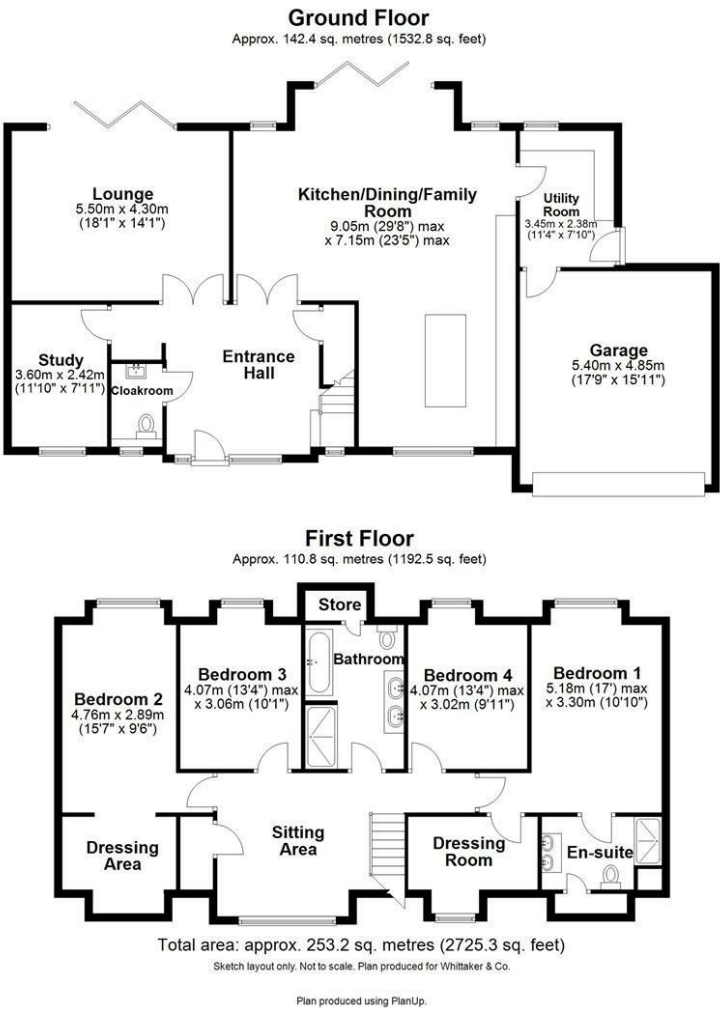 Ground Floor
Approx. 142.4 sq. metres (1532.8 sq. feet)
Lounge
5.50m x 4.30m
(18'1" x 14'1")
Kitchen/Dining/Family
Room
9.05m (29'8") max
x 7.15m (23'5") max
Utility
Room
3.45m x 2.38m
(11'4" x 7'10")
Study
3.60m x 2.42m
(11'10" x 7'11")
Cloakroom
Entrance
Hall
Garage
5.40m x 4.85m
(17'9" x 15'11")
First Floor
Approx. 110.8 sq. metres (1192.5 sq. feet)
Store
Bathroom
Bedroom 2
4.76m x 2.89m
(15'7" x 9'6")
Bedroom 3
4.07m (13'4") max
x 3.06m (10'1")
Bedroom 4
4.07m (13'4") max
x 3.02m (9'11")
Bedroom 1
5.18m (17') max
x 3.30m (10'10")
Dressing
Area
Sitting
Area
Dressing
Room
En-suite
Total area: approx. 253.2 sq. metres (2725.3 sq. feet)
Sketch layout only. Not to scale. Plan produced for Whittaker & Co.
Plan produced using PlanUp.